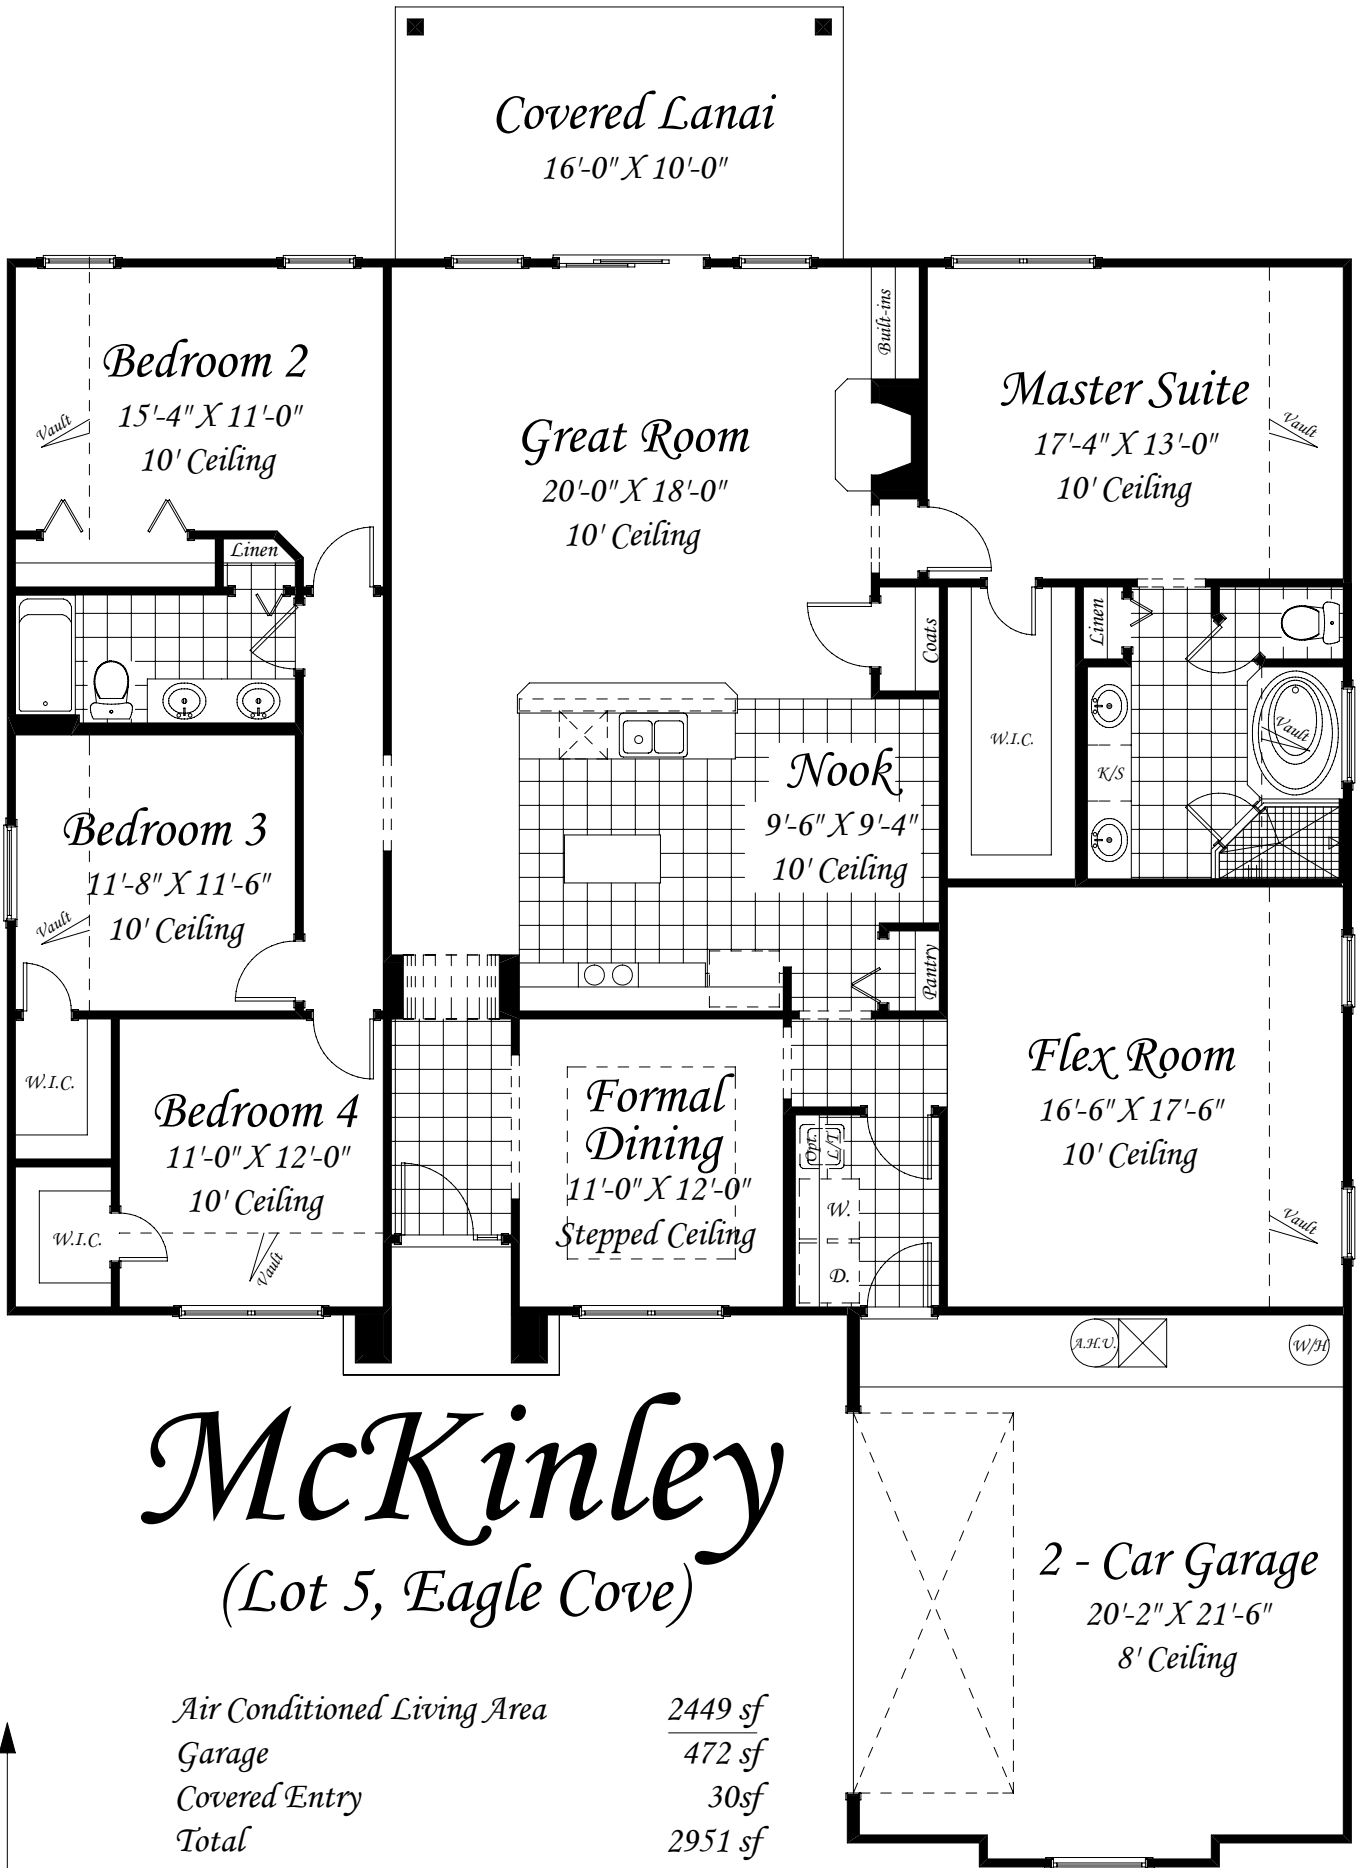 Covered Lanai
16'-0" X 10'-0"
Built-ins
Bedroom 2
15'-4" X 11'-0"
10' Ceiling
Vault
Great Room
20'-0" X 18'-0"
10' Ceiling
Master Suite
17'-4" X 13'-0"
10' Ceiling
Vault
Linen
Coats
Linen
W.I.C.
Vault
K/S
Nook
9'-6" X 9'-4"
10' Ceiling
Bedroom 3
11'-8" X 11'-6"
10' Ceiling
Vault
Pantry
W.I.C.
Bedroom 4
11'-0" X 12'-0"
10' Ceiling
W.I.C.
Vault
Formal
Dining
11'-0" X 12'-0"
Stepped Ceiling
Opt.
L/T
W.
D.
Flex Room
16'-6" X 17'-6"
10' Ceiling
Vault
A.H.U.
W/H
McKinley
(Lot 5, Eagle Cove)
2 - Car Garage
20'-2" X 21'-6"
8' Ceiling
Air Conditioned Living Area 2449 sf
Garage 472 sf
Covered Entry 30sf
Total 2951 sf